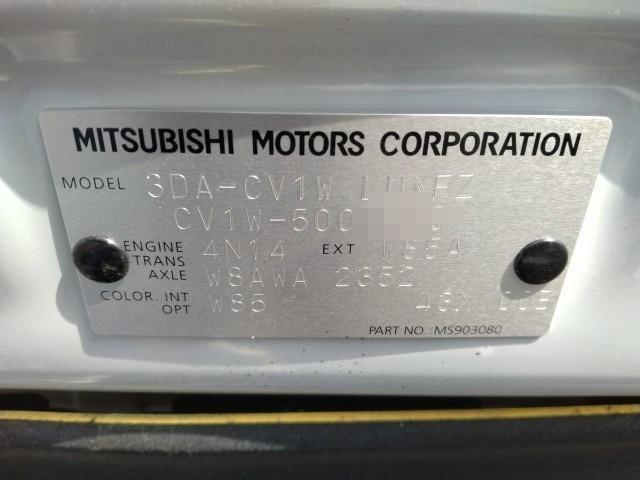 MITSUBISHI MOTORS CORPORATION
MODEL 3DA-CV1W
CV1W-500
ENGINE 4N14 EXT
TRANS
AXLE W8AWA 2352
COLOR. INT W85
OPT
PART NO.: MS903080